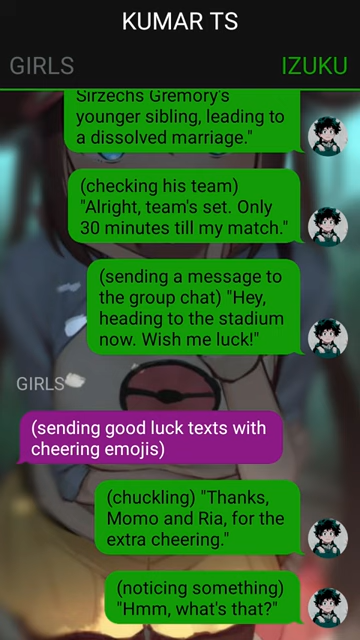 KUMAR TS
GIRLS
IZUKU
Sirzechs Gremory's
younger sibling, leading to
a dissolved marriage."
(checking his team)
"Alright, team's set. Only
30 minutes till my match."
(sending a message to
the group chat) "Hey,
heading to the stadium
now. Wish me luck!"
GIRLS
(sending good luck texts with
cheering emojis)
(chuckling) "Thanks,
Momo and Ria, for the
extra cheering."
(noticing something)
"Hmm, what's that?"